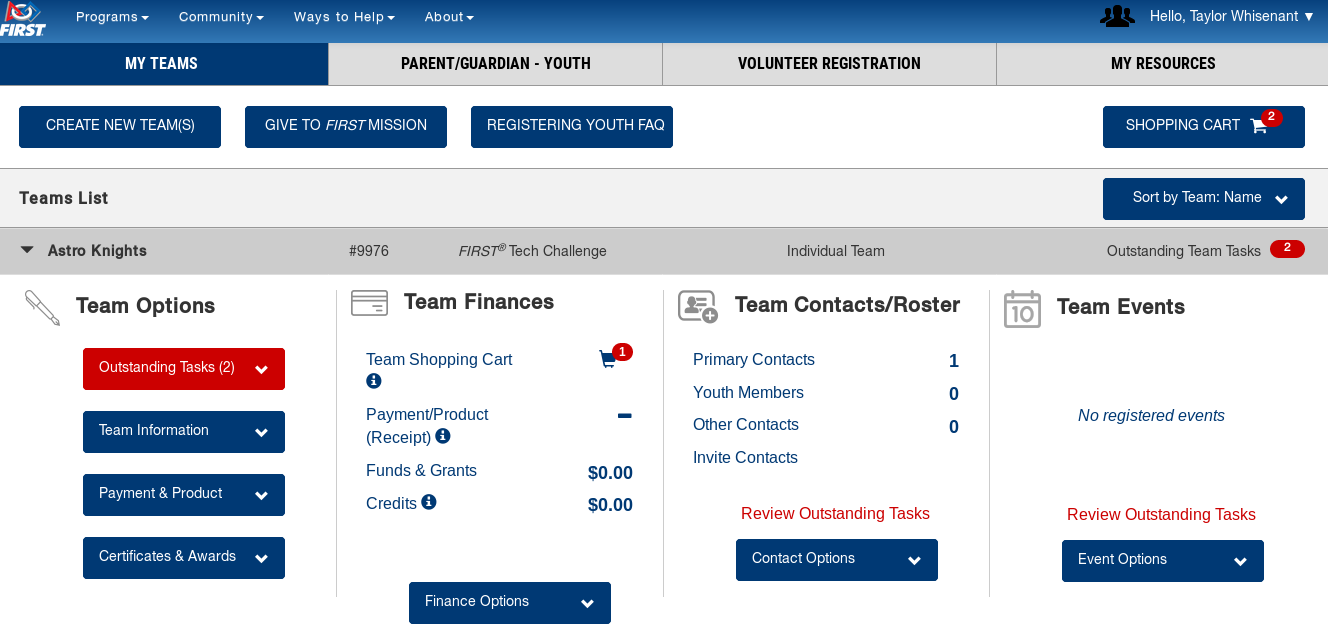 FIRST
Programs Community Ways to Help About
Hello, Taylor Whisenant ▼
MY TEAMS PARENT/GUARDIAN - YOUTH VOLUNTEER REGISTRATION MY RESOURCES
CREATE NEW TEAM(S) GIVE TO FIRST MISSION REGISTERING YOUTH FAQ SHOPPING CART 2
Teams List Sort by Team: Name
Astro Knights #9976 FIRST® Tech Challenge Individual Team Outstanding Team Tasks 2
Team Options
Outstanding Tasks (2)
Team Information
Payment & Product
Certificates & Awards
Team Finances
Team Shopping Cart 1
Payment/Product
(Receipt)
Funds & Grants $0.00
Credits $0.00
Finance Options
Team Contacts/Roster
Primary Contacts 1
Youth Members 0
Other Contacts 0
Invite Contacts
Review Outstanding Tasks
Contact Options
10 Team Events
No registered events
Review Outstanding Tasks
Event Options